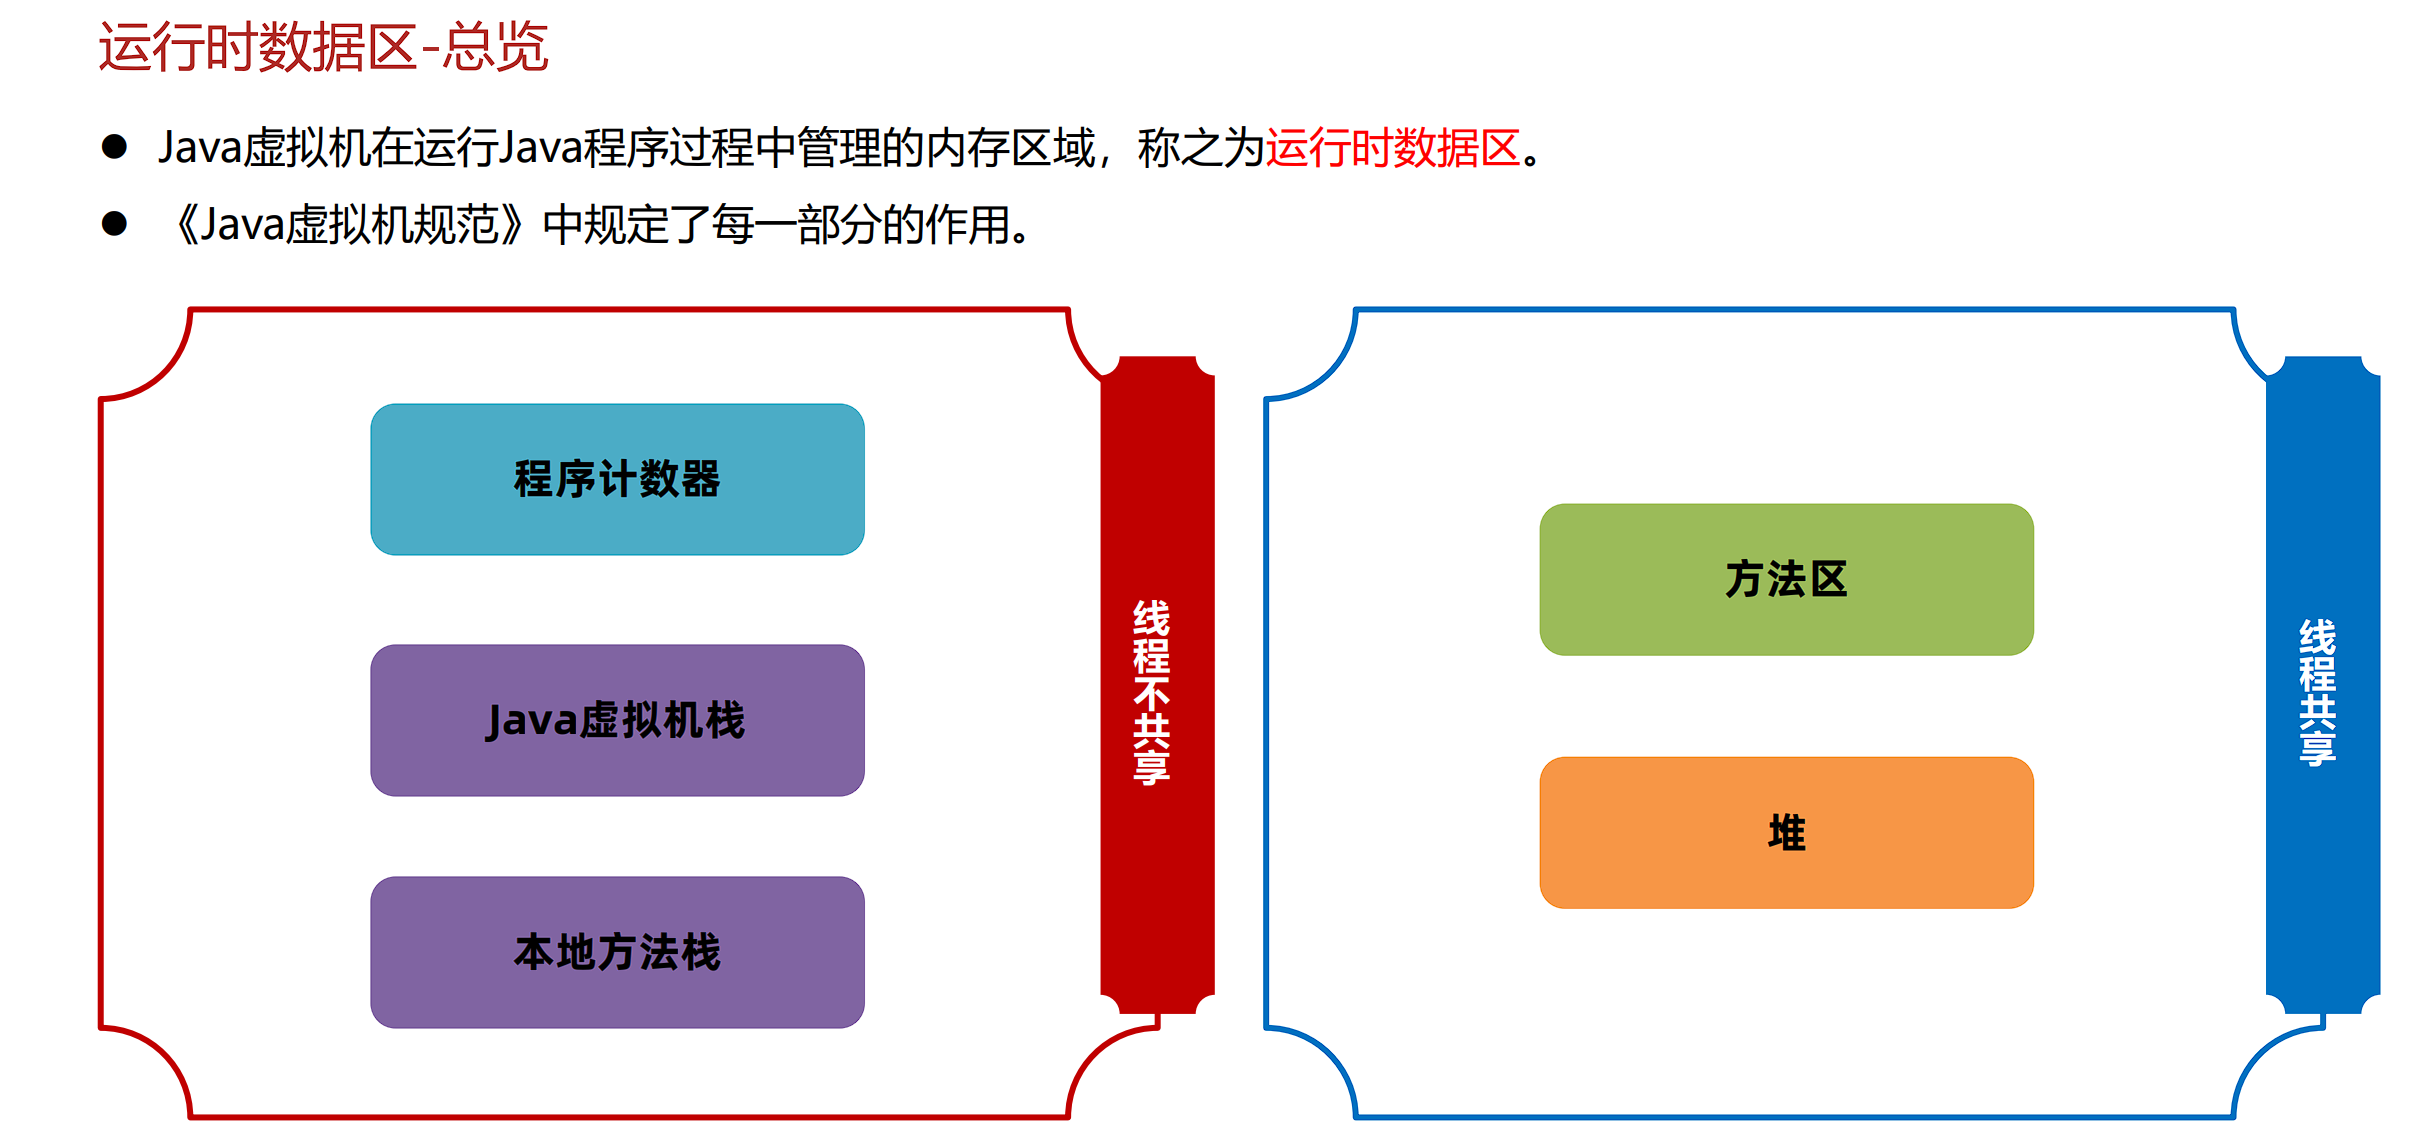 运行时数据区-总览
● Java虚拟机在运行Java程序过程中管理的内存区域，称之为运行时数据区。
● 《Java虚拟机规范》中规定了每一部分的作用。
程序计数器
Java虚拟机栈
本地方法栈
线程不共享
方法区
堆
线程共享